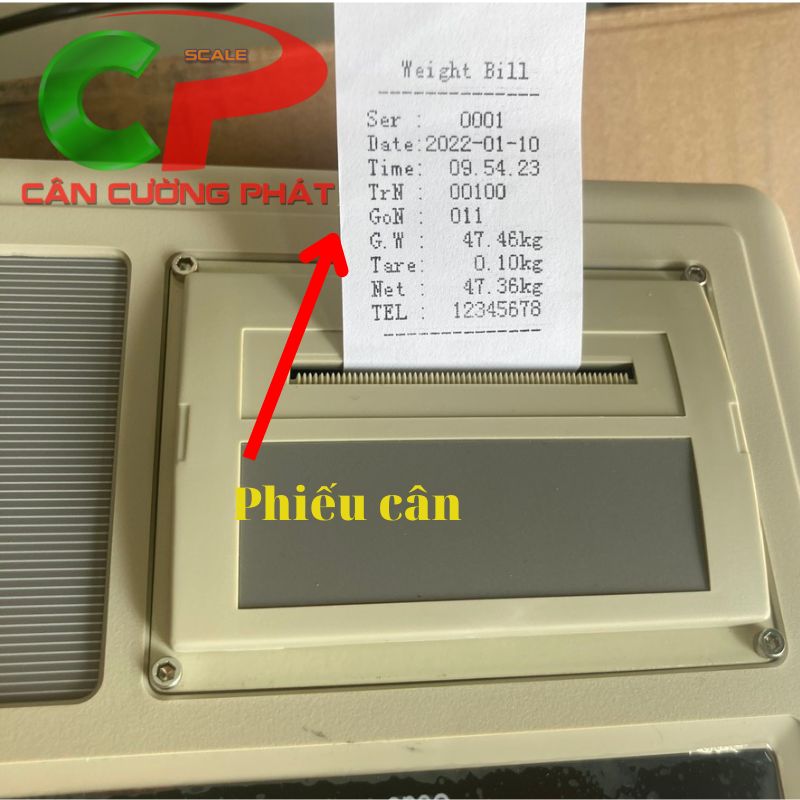 SCALE
CÂN CƯỜNG PHÁT
Weight Bill
Ser : 0001
Date:2022-01-10
Time: 09.54.23
TrN : 00100
GoN : 011
G.W : 47.46kg
Tare: 0.10kg
Net : 47.36kg
TEL : 12345678
Phiếu cân